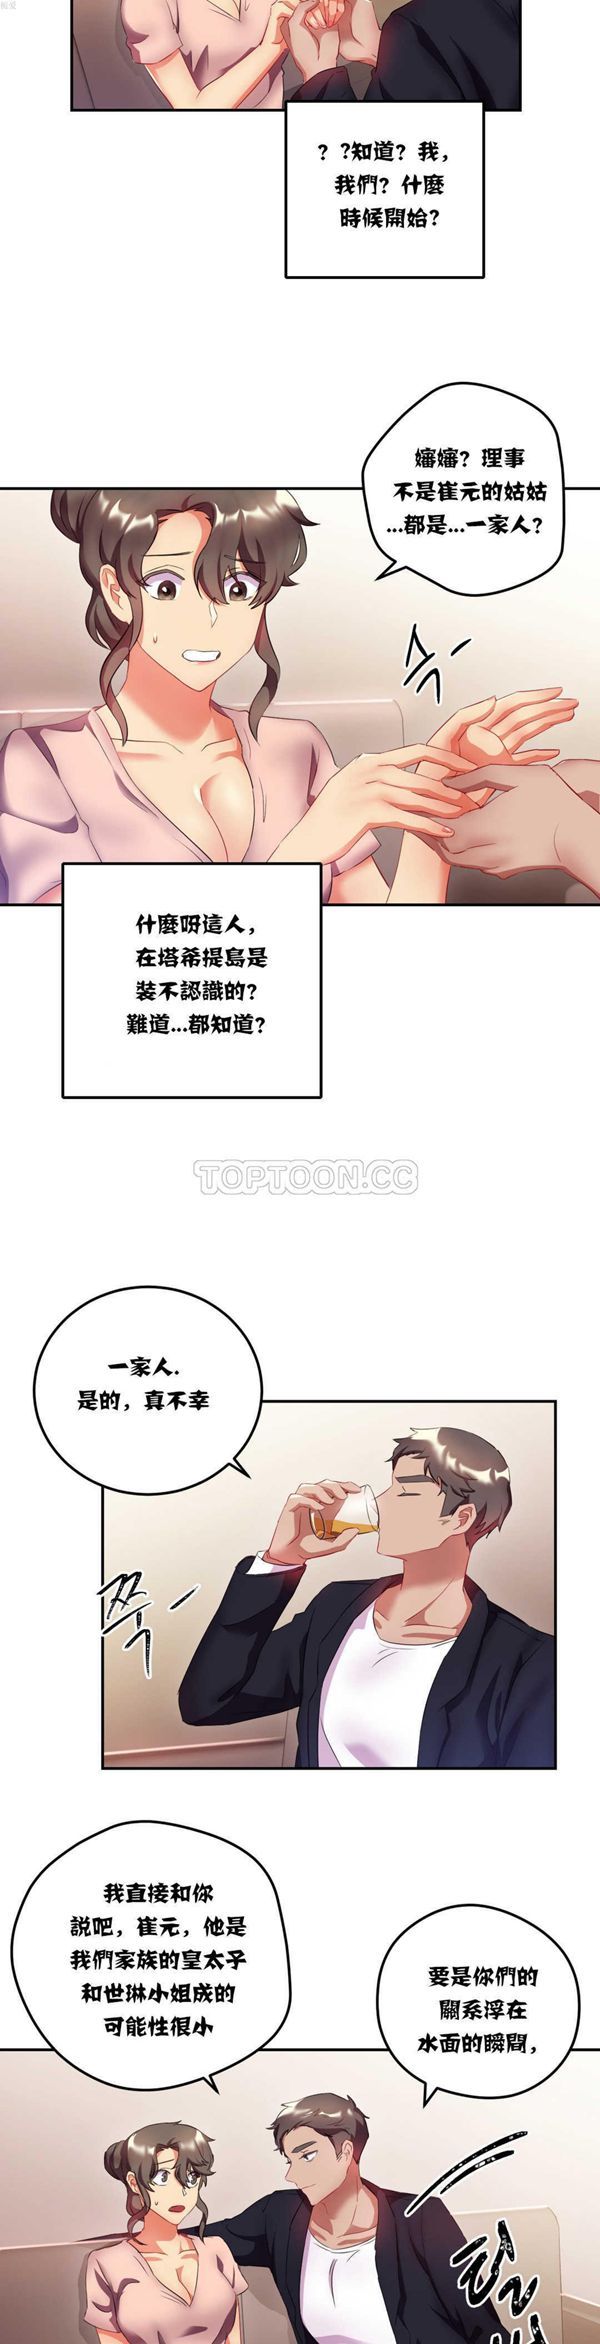 極愛
? ?知道? 我,
我們? 什麼
時候開始?
嬸嬸? 理事
不是崔元的姑姑
...都是...一家人?
스-
什麼呀這人,
在塔希提島是
裝不認識的?
難道...都知道?
TOPTOON.CC
一家人.
是的, 真不幸
쭉-
我直接和你
說吧, 崔元, 他是
我們家族的皇太子
和世琳小姐成的
可能性很小
要是你們的
關系浮在
水面的瞬間,